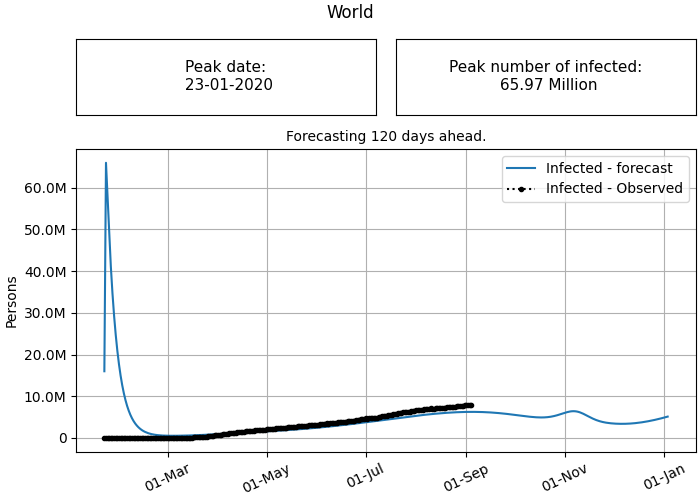 World
Peak date:
23-01-2020
Peak number of infected:
65.97 Million
Forecasting 120 days ahead.
Infected - forecast
Infected - Observed
Persons
60.0M
50.0M
40.0M
30.0M
20.0M
10.0M
0
01-Mar
01-May
01-Jul
01-Sep
01-Nov
01-Jan